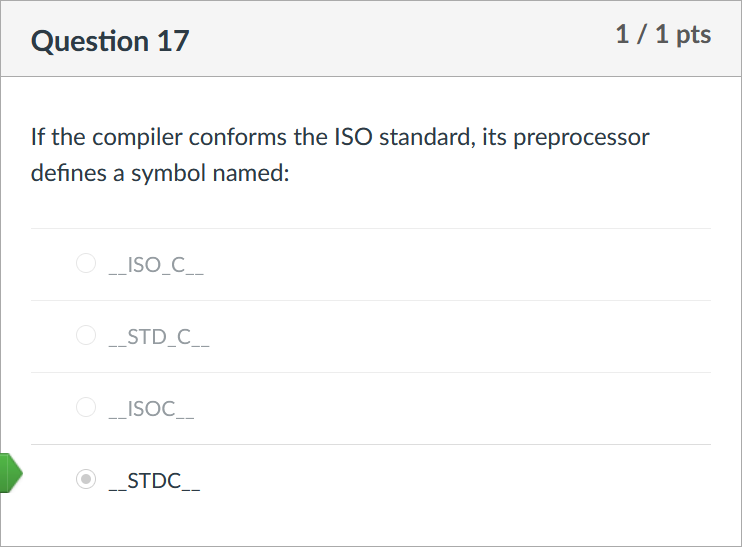 Question 17
1 / 1 pts
If the compiler conforms the ISO standard, its preprocessor
defines a symbol named:
__ISO_C__
__STD_C__
__ISOC__
__STDC__